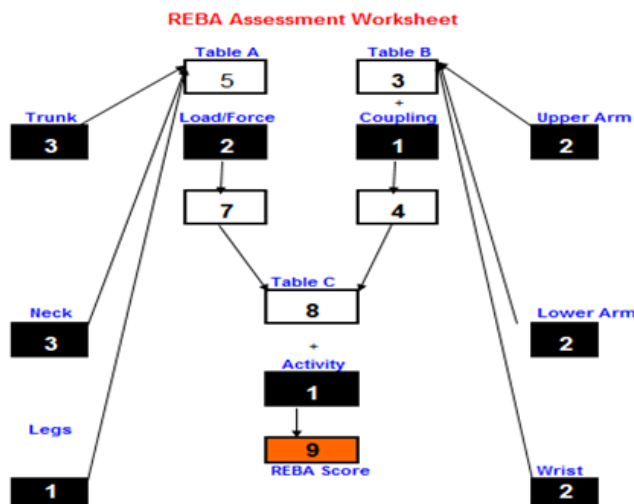 REBA Assessment Worksheet
Table A Table B
5 3
+
Trunk Load/Force Coupling Upper Arm
3 2 1 2
7 4
Table C
8
Neck Lower Arm
3 + 2
Activity
1
Legs
9
REBA Score Wrist
1 2